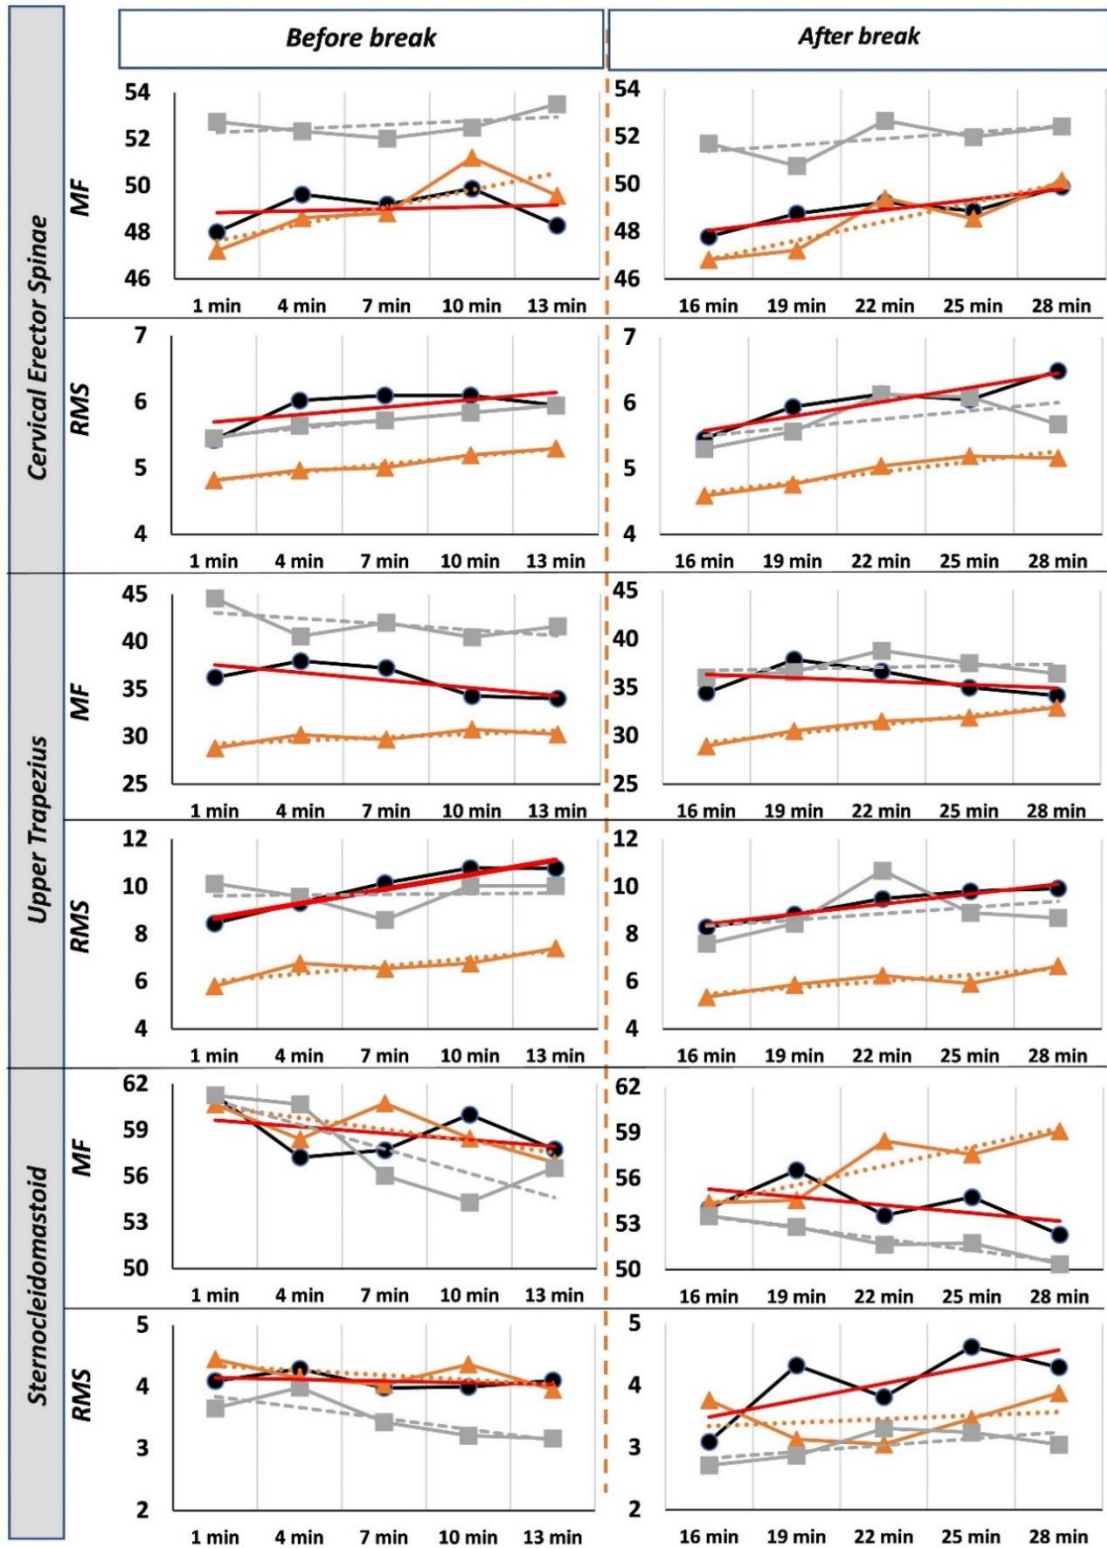 Before break
After break
Cervical Erector Spinae
MF
54
52
50
48
46
1 min 4 min 7 min 10 min 13 min
54
52
50
48
46
16 min 19 min 22 min 25 min 28 min
RMS
7
6
5
4
1 min 4 min 7 min 10 min 13 min
7
6
5
4
16 min 19 min 22 min 25 min 28 min
Upper Trapezius
MF
45
40
35
30
25
1 min 4 min 7 min 10 min 13 min
45
40
35
30
25
16 min 19 min 22 min 25 min 28 min
RMS
12
10
8
6
4
1 min 4 min 7 min 10 min 13 min
12
10
8
6
4
16 min 19 min 22 min 25 min 28 min
Sternocleidomastoid
MF
62
59
56
53
50
1 min 4 min 7 min 10 min 13 min
62
59
56
53
50
16 min 19 min 22 min 25 min 28 min
RMS
5
4
3
2
1 min 4 min 7 min 10 min 13 min
5
4
3
2
16 min 19 min 22 min 25 min 28 min